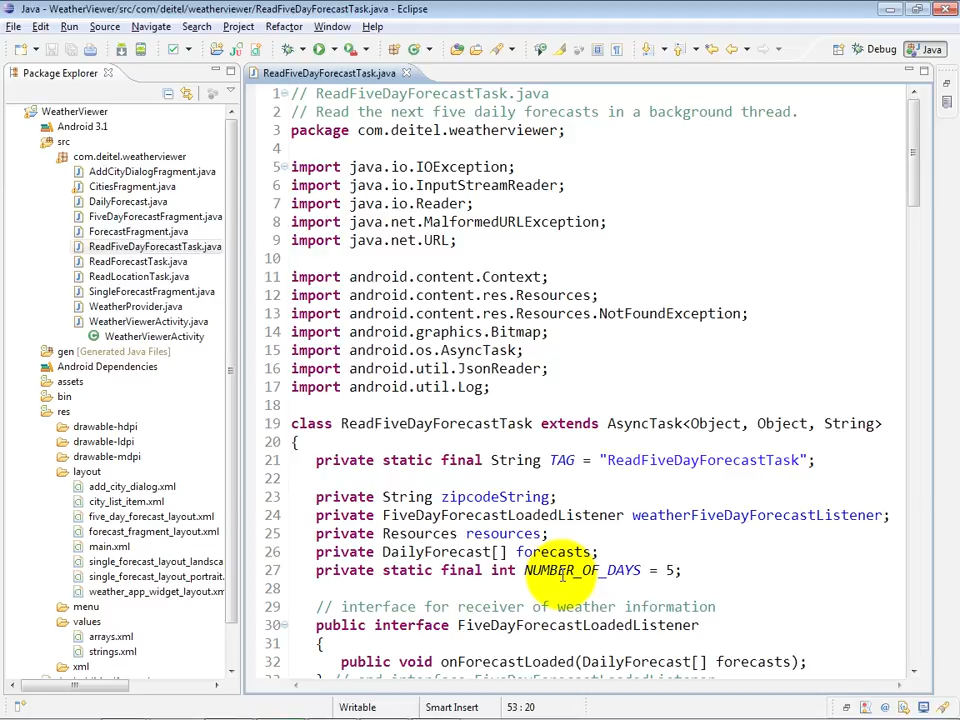 Java - WeatherViewer/src/com/deitel/weatherviewer/ReadFiveDayForecastTask.java - Eclipse
File Edit Run Source Navigate Search Project Refactor Window Help
Debug Java
Package Explorer
ReadFiveDayForecastTask.java
WeatherViewer
Android 3.1
src
com.deitel.weatherviewer
AddCityDialogFragment.java
CitiesFragment.java
DailyForecast.java
FiveDayForecastFragment.java
ForecastFragment.java
ReadFiveDayForecastTask.java
ReadForecastTask.java
ReadLocationTask.java
SingleForecastFragment.java
WeatherProvider.java
WeatherViewerActivity.java
WeatherViewerActivity
gen [Generated Java Files]
Android Dependencies
assets
bin
res
drawable-hdpi
drawable-ldpi
drawable-mdpi
layout
add_city_dialog.xml
city_list_item.xml
five_day_forecast_layout.xml
forecast_fragment_layout.xml
main.xml
single_forecast_layout_landsca
single_forecast_layout_portrait.
weather_app_widget_layout.xm
menu
values
arrays.xml
strings.xml
xml
1 // ReadFiveDayForecastTask.java
2 // Read the next five daily forecasts in a background thread.
3 package com.deitel.weatherviewer;
4
5 import java.io.IOException;
6 import java.io.InputStreamReader;
7 import java.io.Reader;
8 import java.net.MalformedURLException;
9 import java.net.URL;
10
11 import android.content.Context;
12 import android.content.res.Resources;
13 import android.content.res.Resources.NotFoundException;
14 import android.graphics.Bitmap;
15 import android.os.AsyncTask;
16 import android.util.JsonReader;
17 import android.util.Log;
18
19 class ReadFiveDayForecastTask extends AsyncTask<Object, Object, String>
20 {
21 private static final String TAG = "ReadFiveDayForecastTask";
22
23 private String zipcodeString;
24 private FiveDayForecastLoadedListener weatherFiveDayForecastListener;
25 private Resources resources;
26 private DailyForecast[] forecasts;
27 private static final int NUMBER_OF_DAYS = 5;
28
29 // interface for receiver of weather information
30 public interface FiveDayForecastLoadedListener
31 {
32 public void onForecastLoaded(DailyForecast[] forecasts);
Writable Smart Insert 53 : 20